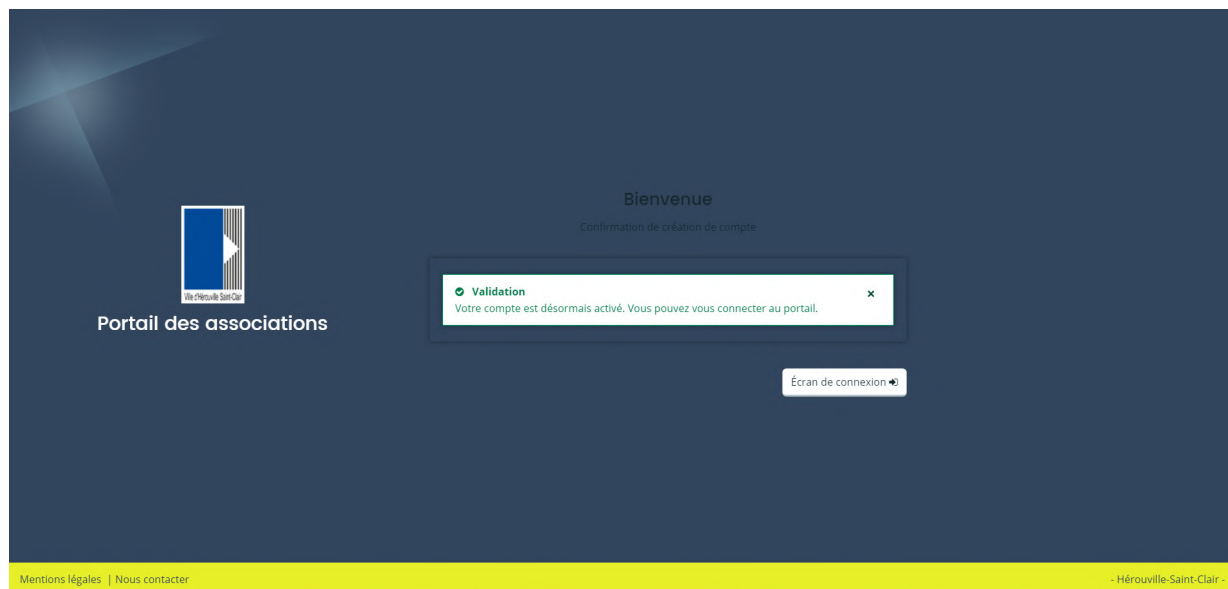 Bienvenue
Confirmation de création de compte
Ville d'Hérouville Saint-Clair
Portail des associations
Validation
Votre compte est désormais activé. Vous pouvez vous connecter au portail.
Écran de connexion
Mentions légales | Nous contacter
- Hérouville-Saint-Clair -